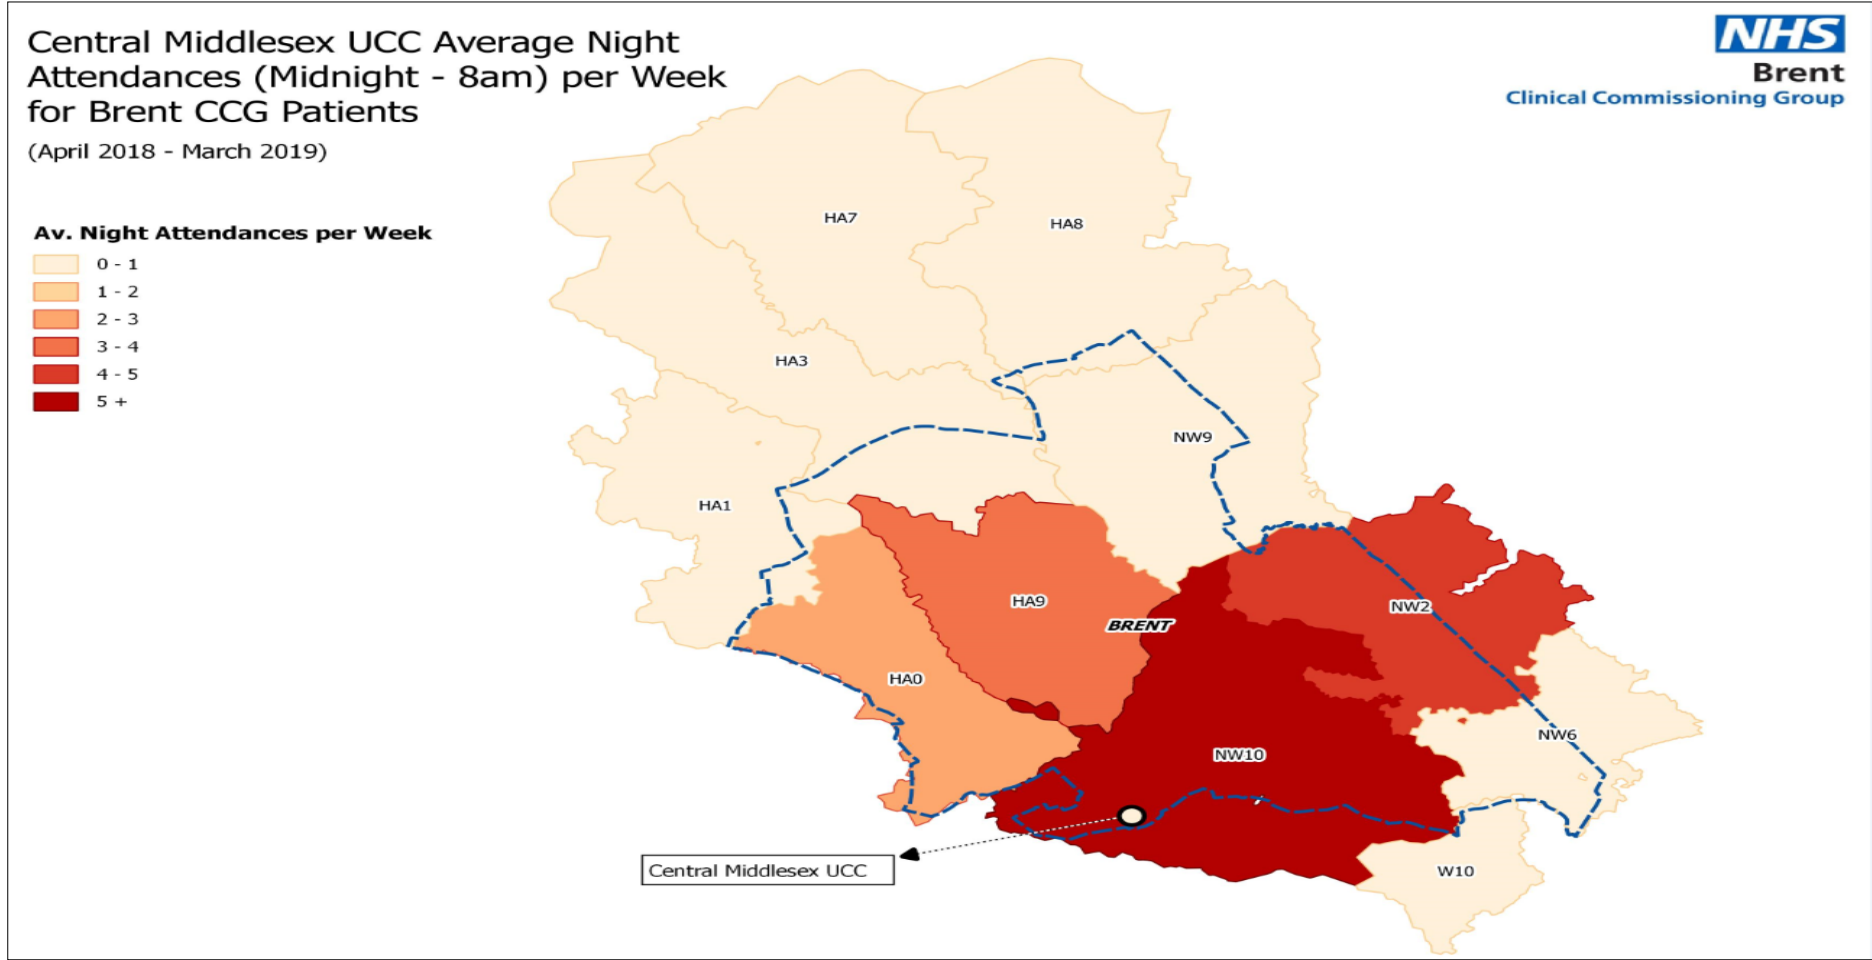 Central Middlesex UCC Average Night
Attendances (Midnight - 8am) per Week
for Brent CCG Patients
(April 2018 - March 2019)
NHS
Brent
Clinical Commissioning Group
Av. Night Attendances per Week
0 - 1
1 - 2
2 - 3
3 - 4
4 - 5
5 +
HA7
HA8
HA3
NW9
HA1
HA9
NW2
BRENT
HA0
NW6
NW10
Central Middlesex UCC
W10